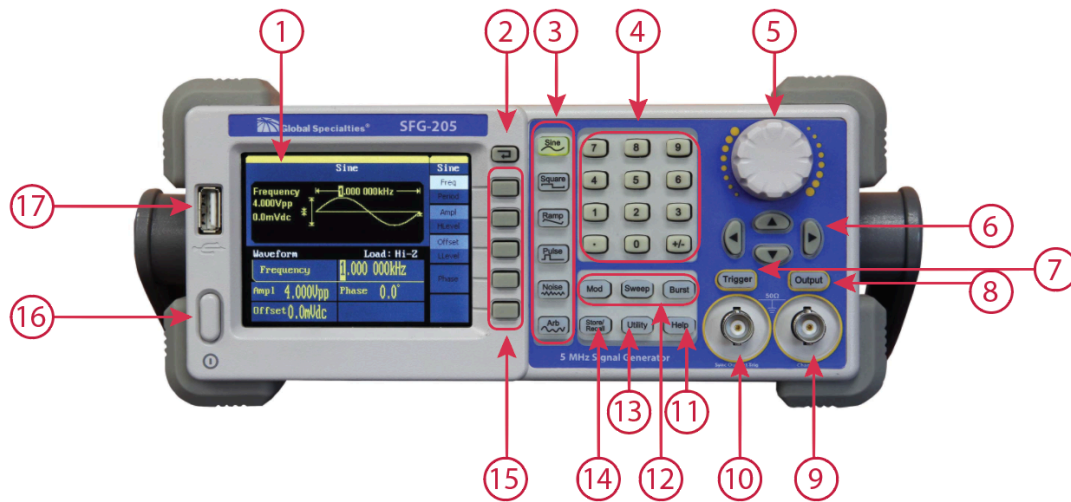 1 2 3 4 5
Global Specialties® SFG-205
Sine
Sine
Frequency
4.000Vpp
0.0mVdc
1.000 000kHz
Freq
Period
Ampl
HLevel
Offset
LLevel
Phase
Waveform Load: Hi-Z
Frequency 1.000 000kHz
Ampl 4.000Vpp Phase 0.0°
Offset 0.0mVdc
Sine
Square
Ramp
Pulse
Noise
Arb
7 8 9
4 5 6
1 2 3
. 0 +/-
Mod Sweep Burst
Store/
Recall
Utility Help
5 MHz Signal Generator
Trigger Output
50Ω
17
16
6
7
8
15 14 13 12 11 10 9